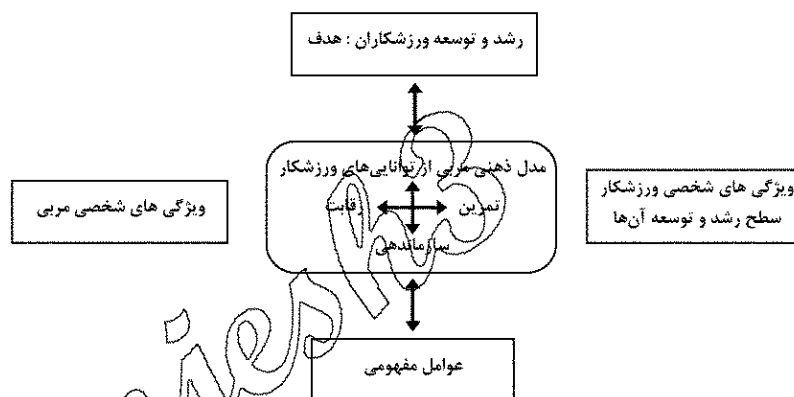 رشد و توسعه ورزشکاران : هدف
مدل ذهنی مربی از توانایی‌های ورزشکار
تمرین رقابت
سازماندهی
ویژگی های شخصی ورزشکار
سطح رشد و توسعه آن‌ها
ویژگی های شخصی مربی
عوامل مفهومی